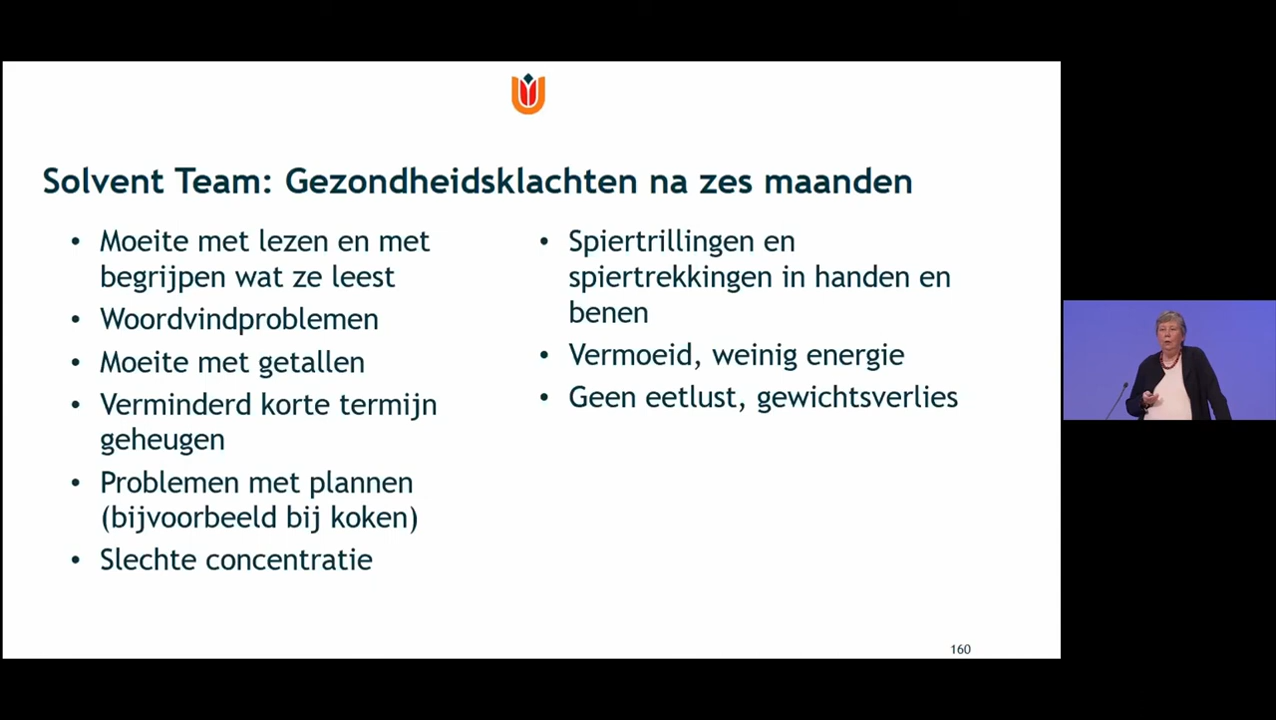 Solvent Team: Gezondheidsklachten na zes maanden
• Moeite met lezen en met
begrijpen wat ze leest
• Woordvindproblemen
• Moeite met getallen
• Verminderd korte termijn
geheugen
• Problemen met plannen
(bijvoorbeeld bij koken)
• Slechte concentratie
• Spiertrillingen en
spiertrekkingen in handen en
benen
• Vermoeid, weinig energie
• Geen eetlust, gewichtsverlies
160